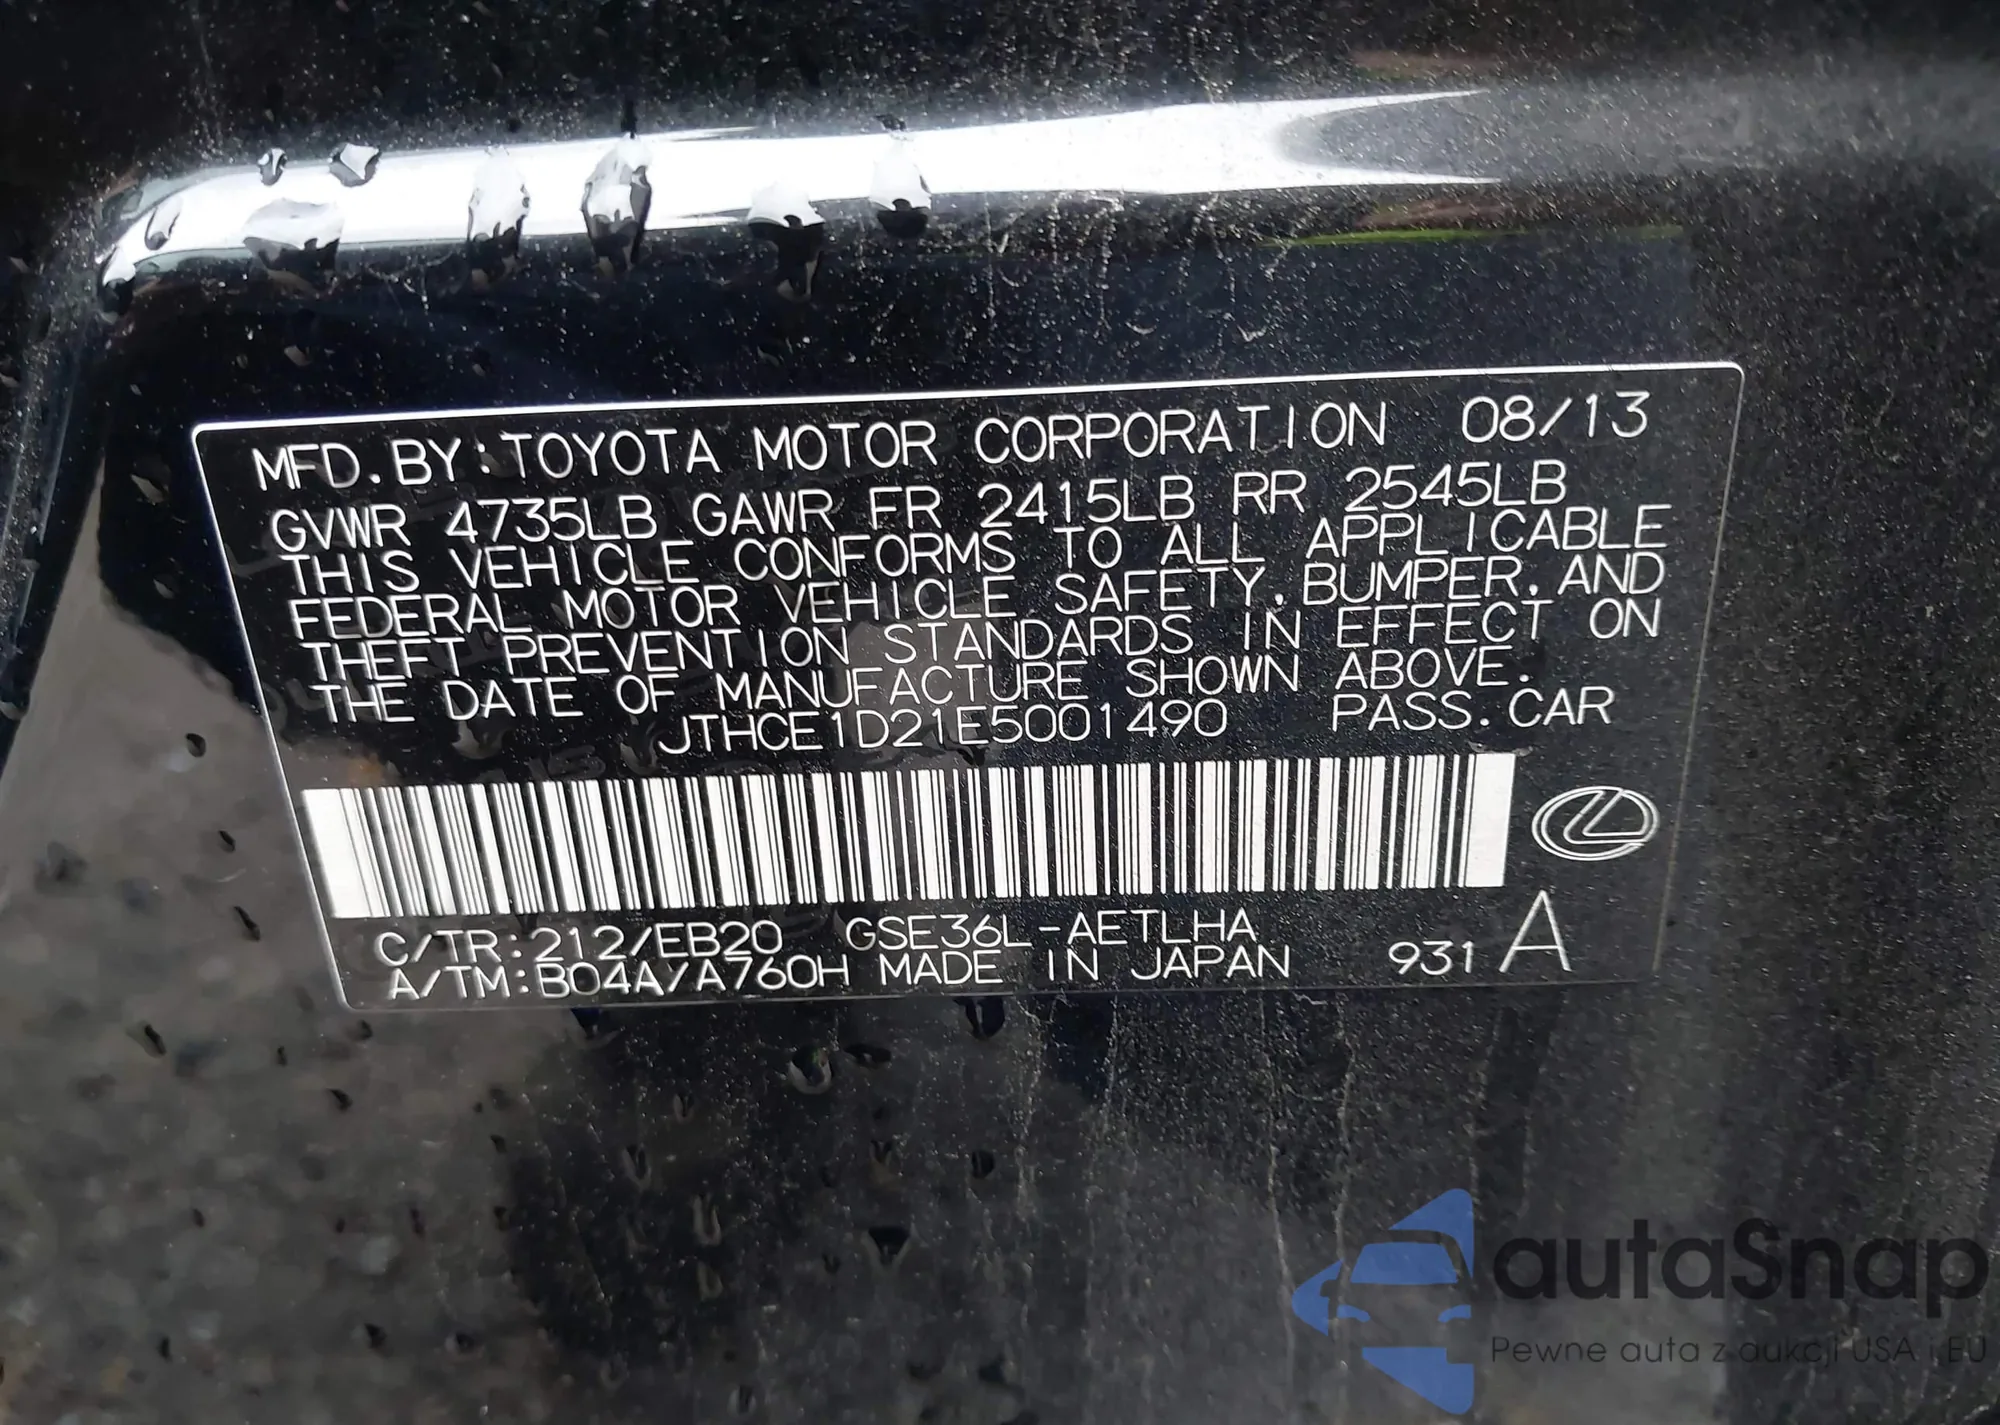 MFD.BY:TOYOTA MOTOR CORPORATION 08/13
GVWR 4735LB GAWR FR 2415LB RR 2545LB
THIS VEHICLE CONFORMS TO ALL APPLICABLE
FEDERAL MOTOR VEHICLE SAFETY,BUMPER,AND
THEFT PREVENTION STANDARDS IN EFFECT ON
THE DATE OF MANUFACTURE SHOWN ABOVE.
JTHCE1D21E5001490 PASS.CAR
C/TR:212/EB20 GSE36L-AETLHA
A/TM:B04A/A760H MADE IN JAPAN 931 A
autaSnap
Pewne auta z aukcji USA i EU